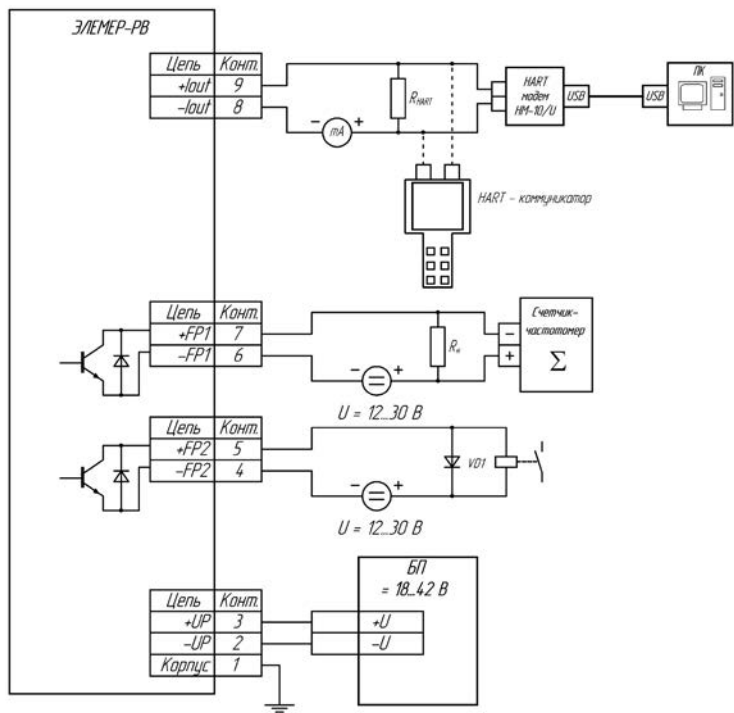 ЭЛЕМЕР-РВ
Цепь Конт.
+Iout 9
-Iout 8
R HART
- mA +
HART модем НМ-10/U
USB
USB
ПК
HART - коммуникатор
Цепь Конт.
+FP1 7
-FP1 6
- +
U = 12...30 В
Rн
-
+
Счетчик-
частотомер
Σ
Цепь Конт.
+FP2 5
-FP2 4
- +
U = 12...30 В
VD1
БП
= 18...42 В
Цепь Конт.
+UP 3
-UP 2
Корпус 1
+U
-U